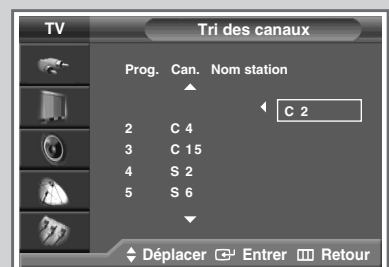 TV Tri des canaux
Prog. Can. Nom station
C 2
2 C 4
3 C 15
4 S 2
5 S 6
Déplacer Entrer Retour